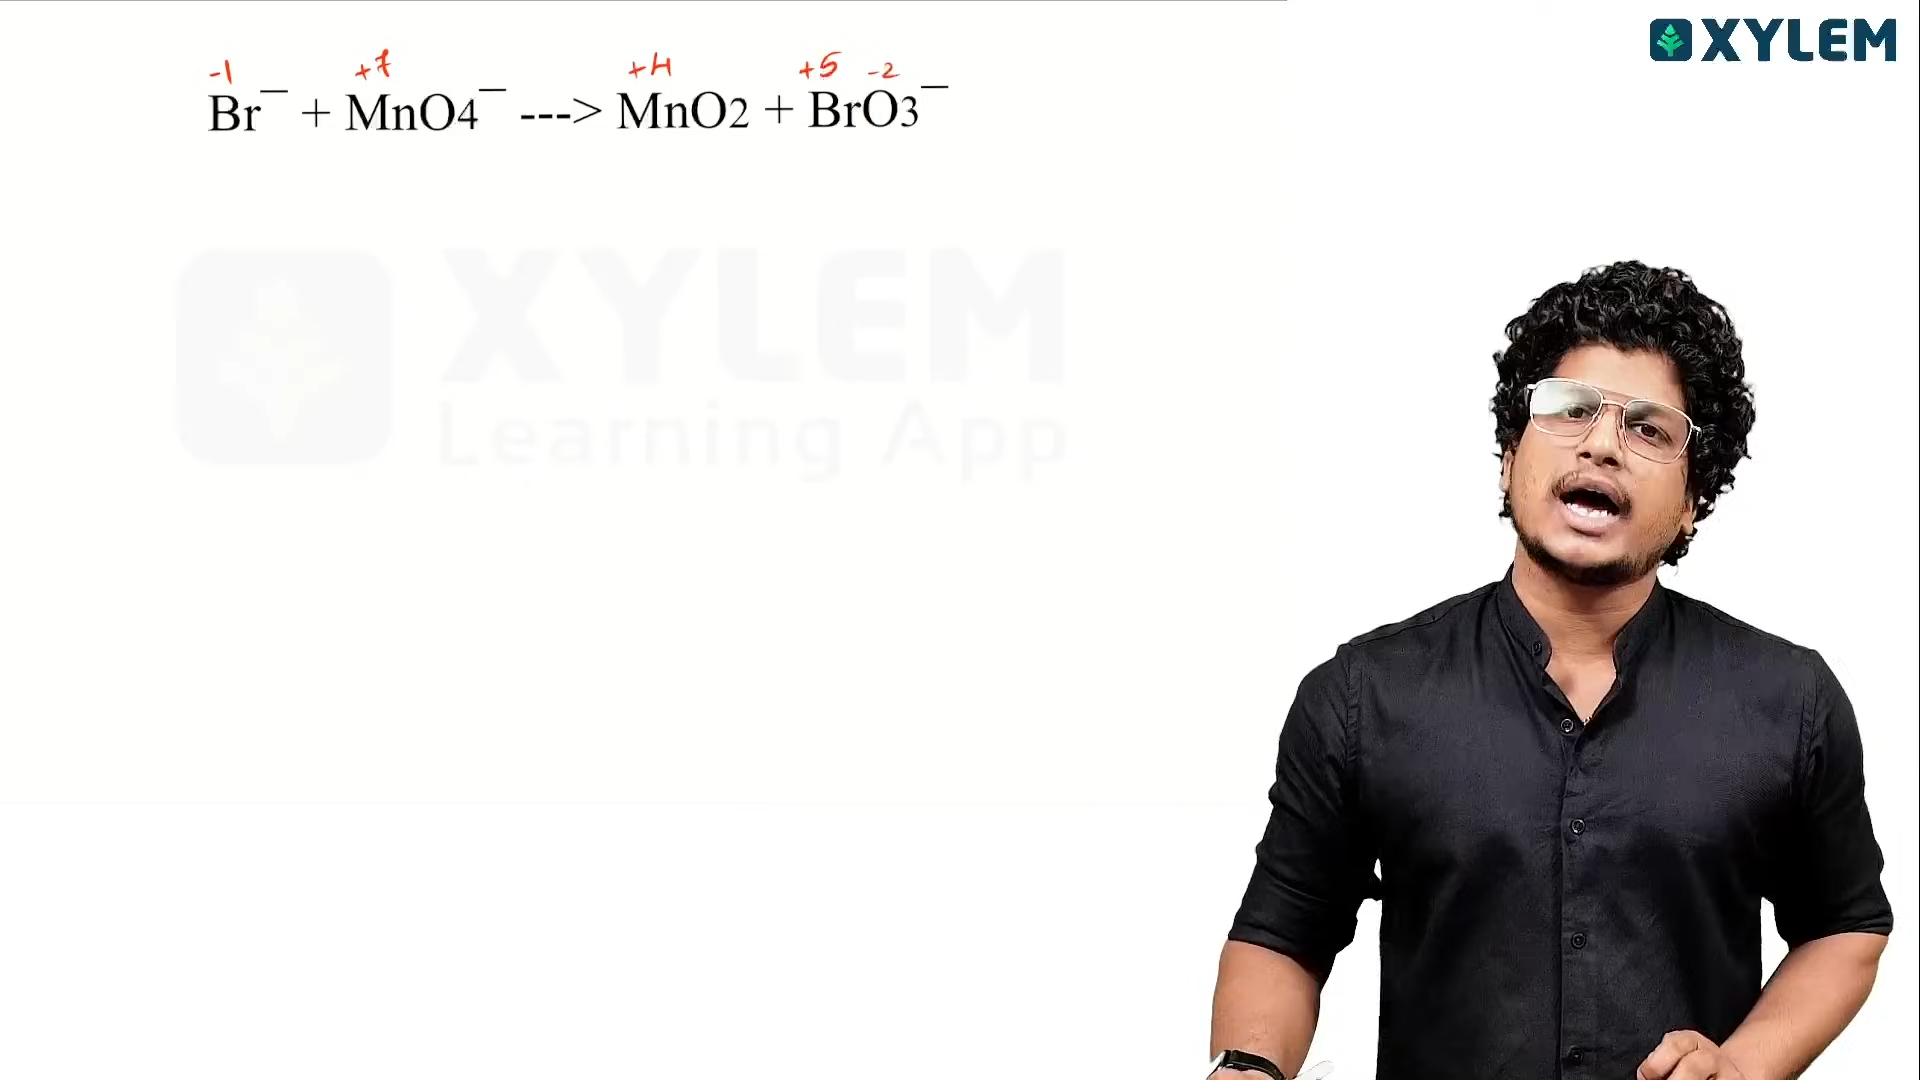 XYLEM
-1 +7 +4 +5 -2
Br⁻ + MnO4⁻ ---> MnO2 + BrO3⁻
XYLEM
Learning App